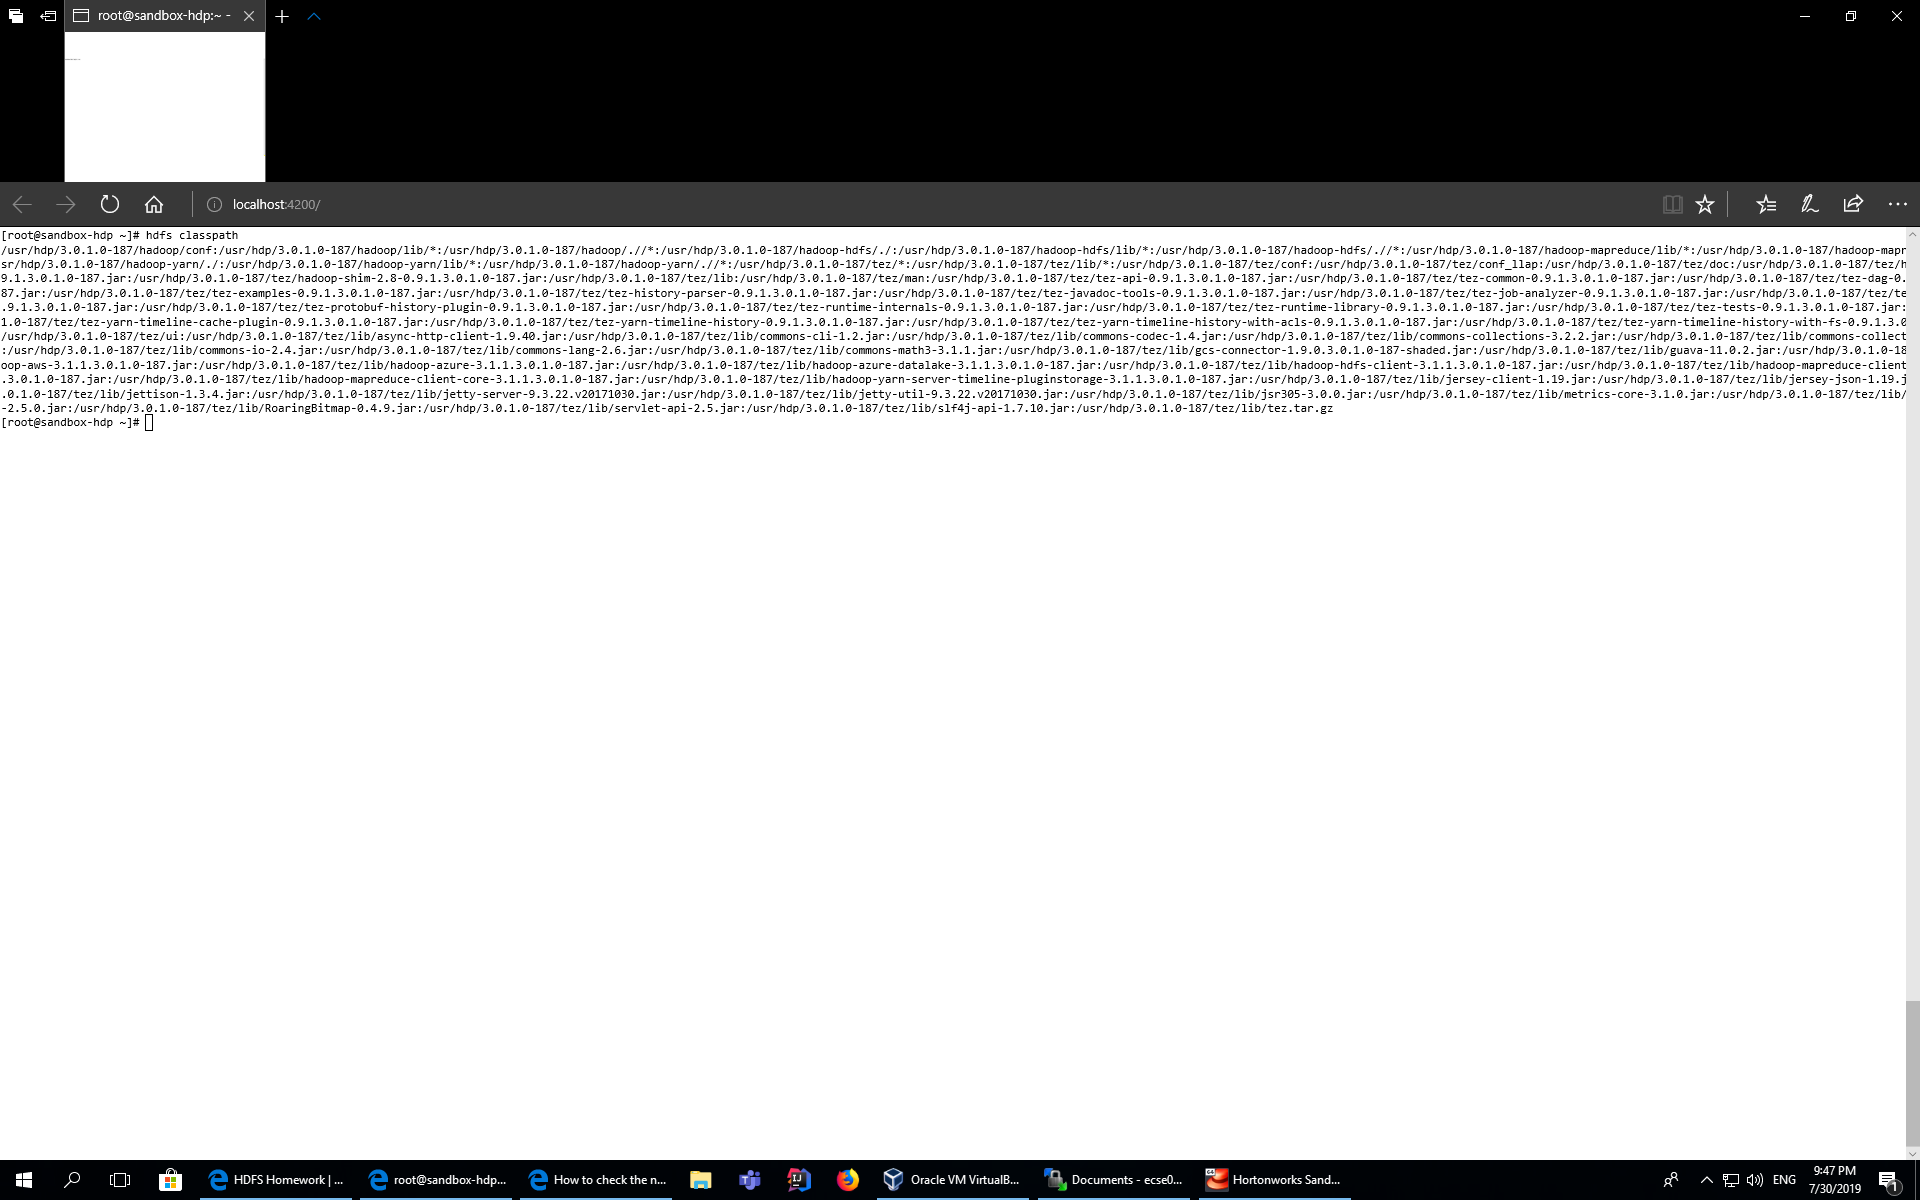 root@sandbox-hdp:~ -
localhost:4200/
[root@sandbox-hdp ~]# hdfs classpath
/usr/hdp/3.0.1.0-187/hadoop/conf:/usr/hdp/3.0.1.0-187/hadoop/lib/*:/usr/hdp/3.0.1.0-187/hadoop/.//*:/usr/hdp/3.0.1.0-187/hadoop-hdfs/./:/usr/hdp/3.0.1.0-187/hadoop-hdfs/lib/*:/usr/hdp/3.0.1.0-187/hadoop-hdfs/.//*:/usr/hdp/3.0.1.0-187/hadoop-mapreduce/lib/*:/usr/hdp/3.0.1.0-187/hadoop-mapr
sr/hdp/3.0.1.0-187/hadoop-yarn/./:/usr/hdp/3.0.1.0-187/hadoop-yarn/lib/*:/usr/hdp/3.0.1.0-187/hadoop-yarn/.//*:/usr/hdp/3.0.1.0-187/tez/*:/usr/hdp/3.0.1.0-187/tez/lib/*:/usr/hdp/3.0.1.0-187/tez/conf:/usr/hdp/3.0.1.0-187/tez/conf_llap:/usr/hdp/3.0.1.0-187/tez/doc:/usr/hdp/3.0.1.0-187/tez/h
9.1.3.0.1.0-187.jar:/usr/hdp/3.0.1.0-187/tez/hadoop-shim-2.8-0.9.1.3.0.1.0-187.jar:/usr/hdp/3.0.1.0-187/tez/lib:/usr/hdp/3.0.1.0-187/tez/man:/usr/hdp/3.0.1.0-187/tez/tez-api-0.9.1.3.0.1.0-187.jar:/usr/hdp/3.0.1.0-187/tez/tez-common-0.9.1.3.0.1.0-187.jar:/usr/hdp/3.0.1.0-187/tez/tez-dag-0.
87.jar:/usr/hdp/3.0.1.0-187/tez/tez-examples-0.9.1.3.0.1.0-187.jar:/usr/hdp/3.0.1.0-187/tez/tez-history-parser-0.9.1.3.0.1.0-187.jar:/usr/hdp/3.0.1.0-187/tez/tez-javadoc-tools-0.9.1.3.0.1.0-187.jar:/usr/hdp/3.0.1.0-187/tez/tez-job-analyzer-0.9.1.3.0.1.0-187.jar:/usr/hdp/3.0.1.0-187/tez/te
.9.1.3.0.1.0-187.jar:/usr/hdp/3.0.1.0-187/tez/tez-protobuf-history-plugin-0.9.1.3.0.1.0-187.jar:/usr/hdp/3.0.1.0-187/tez/tez-runtime-internals-0.9.1.3.0.1.0-187.jar:/usr/hdp/3.0.1.0-187/tez/tez-runtime-library-0.9.1.3.0.1.0-187.jar:/usr/hdp/3.0.1.0-187/tez/tez-tests-0.9.1.3.0.1.0-187.jar:
1.0-187/tez/tez-yarn-timeline-cache-plugin-0.9.1.3.0.1.0-187.jar:/usr/hdp/3.0.1.0-187/tez/tez-yarn-timeline-history-0.9.1.3.0.1.0-187.jar:/usr/hdp/3.0.1.0-187/tez/tez-yarn-timeline-history-with-acls-0.9.1.3.0.1.0-187.jar:/usr/hdp/3.0.1.0-187/tez/tez-yarn-timeline-history-with-fs-0.9.1.3.0
/usr/hdp/3.0.1.0-187/tez/ui:/usr/hdp/3.0.1.0-187/tez/lib/async-http-client-1.9.40.jar:/usr/hdp/3.0.1.0-187/tez/lib/commons-cli-1.2.jar:/usr/hdp/3.0.1.0-187/tez/lib/commons-codec-1.4.jar:/usr/hdp/3.0.1.0-187/tez/lib/commons-collections-3.2.2.jar:/usr/hdp/3.0.1.0-187/tez/lib/commons-collect
:/usr/hdp/3.0.1.0-187/tez/lib/commons-io-2.4.jar:/usr/hdp/3.0.1.0-187/tez/lib/commons-lang-2.6.jar:/usr/hdp/3.0.1.0-187/tez/lib/commons-math3-3.1.1.jar:/usr/hdp/3.0.1.0-187/tez/lib/gcs-connector-1.9.0.3.0.1.0-187-shaded.jar:/usr/hdp/3.0.1.0-187/tez/lib/guava-11.0.2.jar:/usr/hdp/3.0.1.0-18
oop-aws-3.1.1.3.0.1.0-187.jar:/usr/hdp/3.0.1.0-187/tez/lib/hadoop-azure-3.1.1.3.0.1.0-187.jar:/usr/hdp/3.0.1.0-187/tez/lib/hadoop-azure-datalake-3.1.1.3.0.1.0-187.jar:/usr/hdp/3.0.1.0-187/tez/lib/hadoop-hdfs-client-3.1.1.3.0.1.0-187.jar:/usr/hdp/3.0.1.0-187/tez/lib/hadoop-mapreduce-client
.3.0.1.0-187.jar:/usr/hdp/3.0.1.0-187/tez/lib/hadoop-mapreduce-client-core-3.1.1.3.0.1.0-187.jar:/usr/hdp/3.0.1.0-187/tez/lib/hadoop-yarn-server-timeline-pluginstorage-3.1.1.3.0.1.0-187.jar:/usr/hdp/3.0.1.0-187/tez/lib/jersey-client-1.19.jar:/usr/hdp/3.0.1.0-187/tez/lib/jersey-json-1.19.j
.0.1.0-187/tez/lib/jettison-1.3.4.jar:/usr/hdp/3.0.1.0-187/tez/lib/jetty-server-9.3.22.v20171030.jar:/usr/hdp/3.0.1.0-187/tez/lib/jetty-util-9.3.22.v20171030.jar:/usr/hdp/3.0.1.0-187/tez/lib/jsr305-3.0.0.jar:/usr/hdp/3.0.1.0-187/tez/lib/metrics-core-3.1.0.jar:/usr/hdp/3.0.1.0-187/tez/lib/
-2.5.0.jar:/usr/hdp/3.0.1.0-187/tez/lib/RoaringBitmap-0.4.9.jar:/usr/hdp/3.0.1.0-187/tez/lib/servlet-api-2.5.jar:/usr/hdp/3.0.1.0-187/tez/lib/slf4j-api-1.7.10.jar:/usr/hdp/3.0.1.0-187/tez/lib/tez.tar.gz
[root@sandbox-hdp ~]#
HDFS Homework | ...
root@sandbox-hdp...
How to check the n...
Oracle VM VirtualB...
Documents - ecse0...
Hortonworks Sand...
ENG
9:47 PM
7/30/2019
1